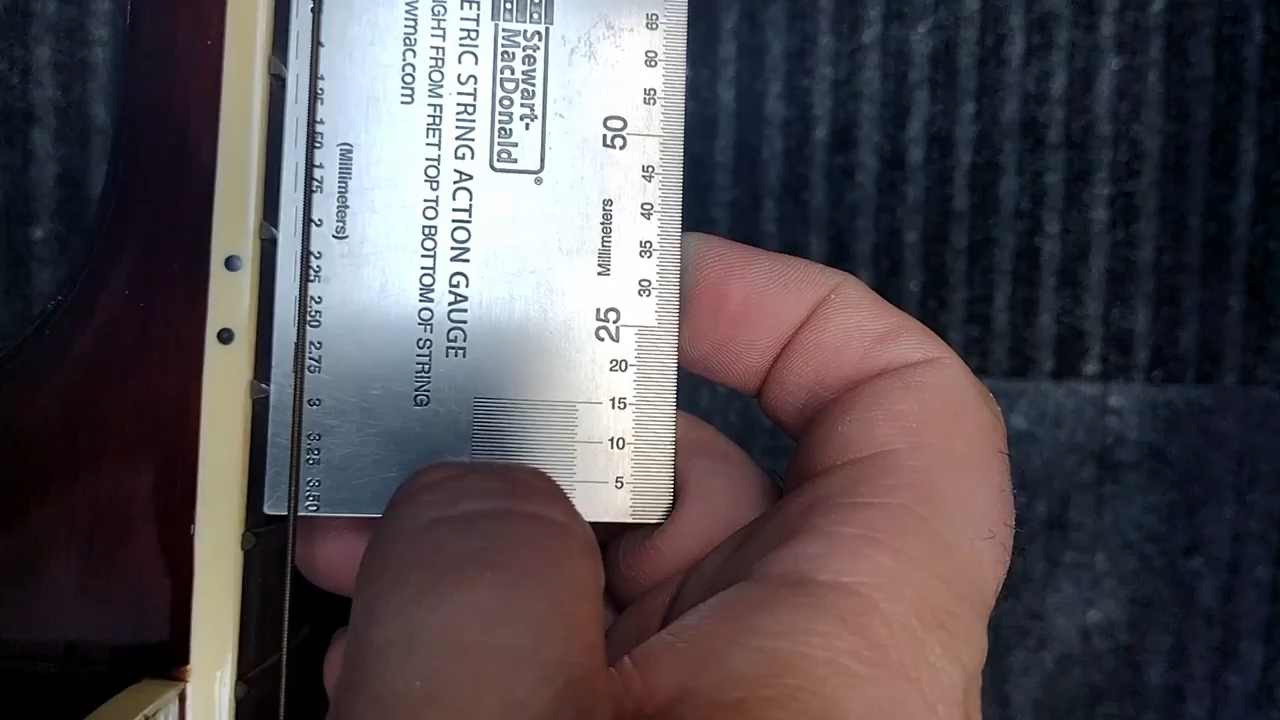 Stewart-
MacDonald®
ETRIC STRING ACTION GAUGE
IGHT FROM FRET TOP TO BOTTOM OF STRING
wmac.com
(Millimeters)
1 1.25 1.50 1.75 2 2.25 2.50 2.75 3 3.25 3.50
65 60 55 50 45 40 35 30 25 20 15 10 5
Millimeters